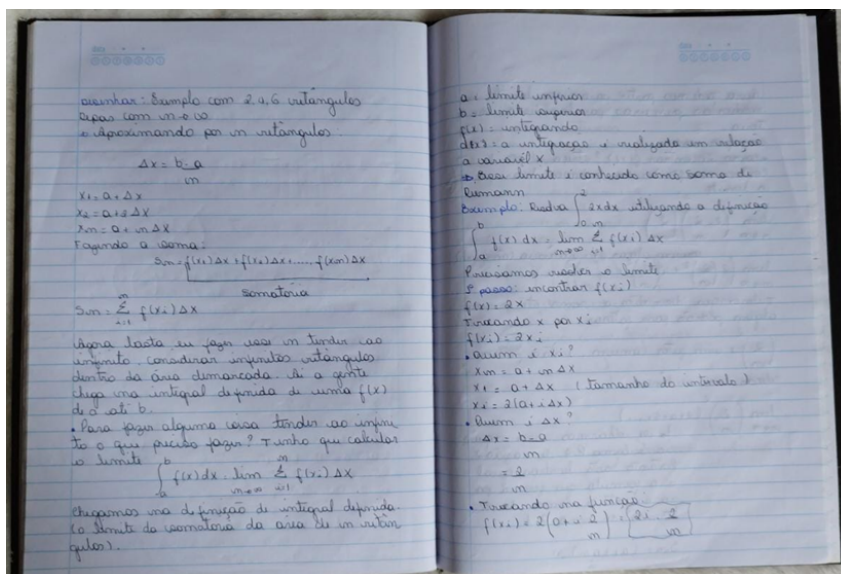 desenhar: Exemplo com 2, 4, 6 retângulos
depois com n→∞
• Aproximando por n retângulos:
Δx = b-a
n
x1 = a + Δx
x2 = a + 2Δx
xn = a + nΔx
Fazendo a soma:
Sn = f(x1)Δx + f(x2)Δx + ...., f(xn)Δx
somatória
Sn = n Σ i=1 f(xi)Δx
Agora basta eu fazer esse n tender ao
infinito, considerar infinitos retângulos
dentro da área demarcada. Aí a gente
chega na integral definida de uma f(x)
de a até b.
• Para fazer alguma coisa tender ao infini
to o que preciso fazer? Tenho que calcular
o limite
∫ b a f(x) dx = lim n→∞ n Σ i=1 f(xi) Δx
Chegamos na definição de integral definida.
(o limite da somatória da área de n retân
gulos).
a = limite inferior
b = limite superior
f(x) = integrando
d(x) = a integração é realizada em relação
a variável x
Esse limite é conhecido como soma de
Riemann
Exemplo: Resolva ∫ 2 0 2x dx utilizando a definição
∫ b a f(x) dx = lim n→∞ n Σ i=1 f(xi) Δx
Precisamos resolver o limite
1º passo: encontrar f(xi)
f(x) = 2x
Trocando x por xi
f(xi) = 2xi
• Quem é xi?
xn = a + nΔx
x1 = a + Δx (tamanho do intervalo)
xi = 2(a + iΔx)
• Quem é Δx?
Δx = b-a
n
= 2
n
• Trocando na função:
f(xi) = 2(0 + i 2/n) = 2i · 2/n